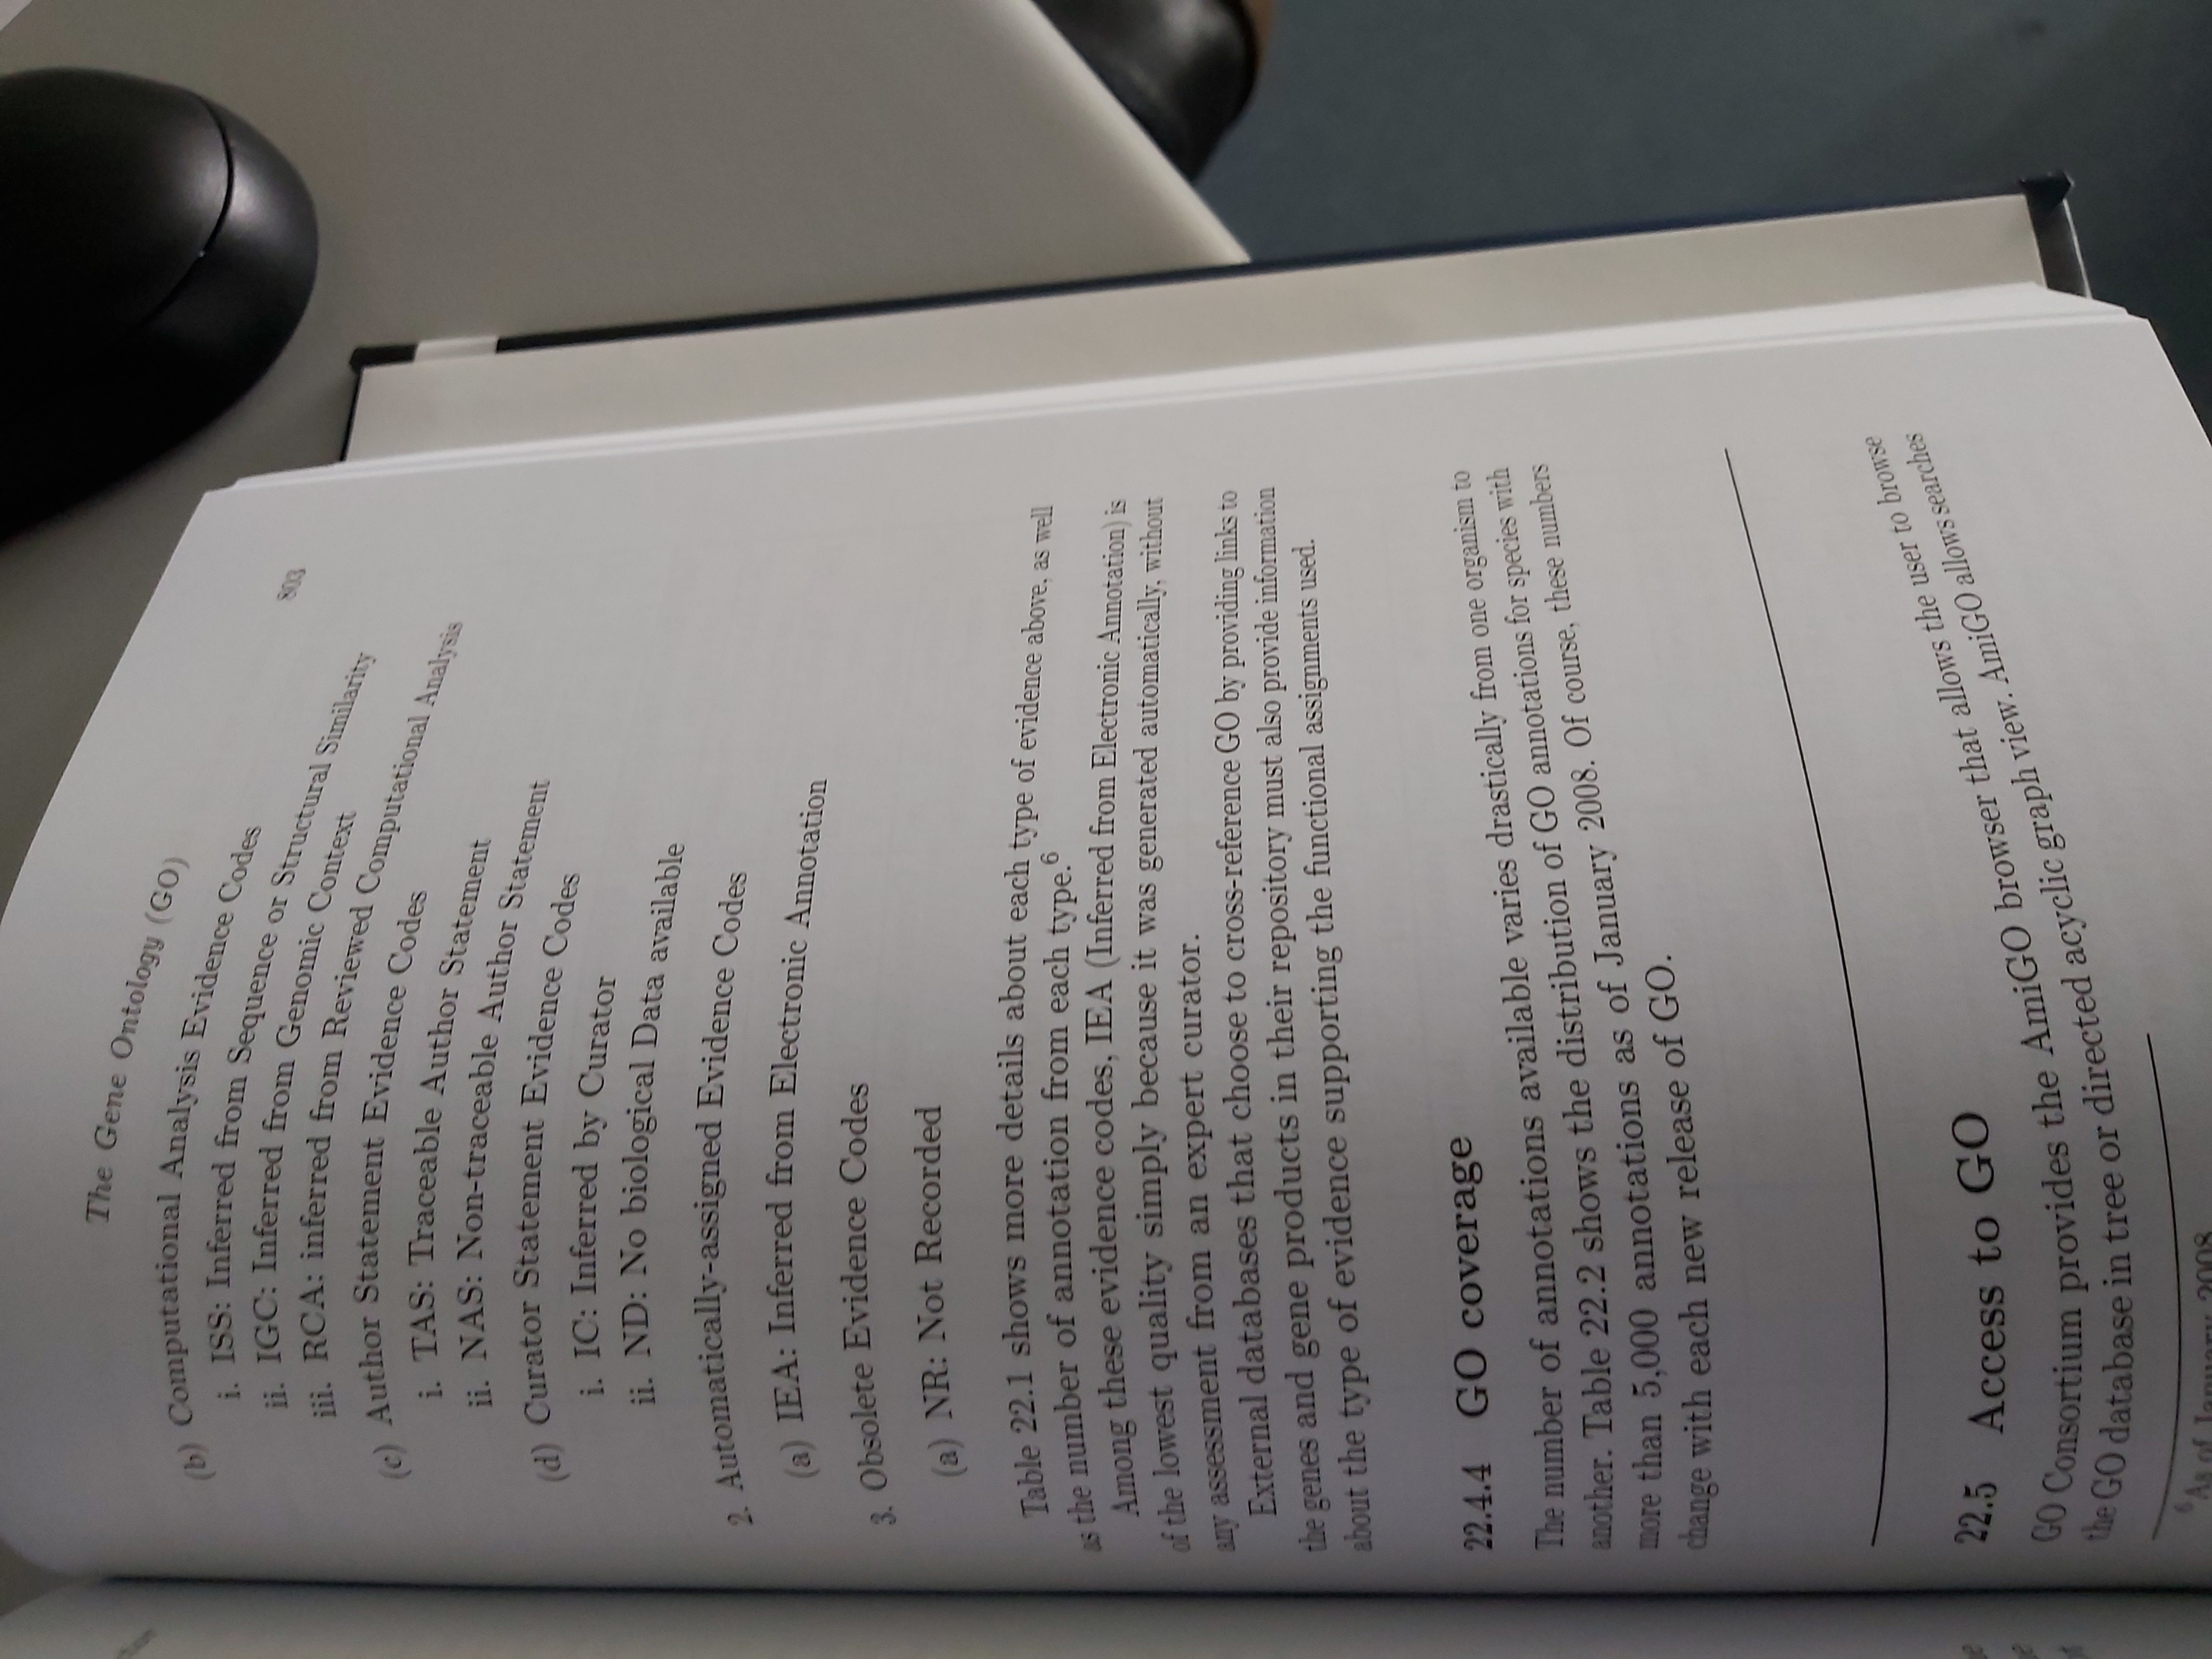 The Gene Ontology (GO)
803
(b) Computational Analysis Evidence Codes
i. ISS: Inferred from Sequence or Structural Similarity
ii. IGC: Inferred from Genomic Context
iii. RCA: inferred from Reviewed Computational Analysis
(c) Author Statement Evidence Codes
i. TAS: Traceable Author Statement
ii. NAS: Non-traceable Author Statement
(d) Curator Statement Evidence Codes
i. IC: Inferred by Curator
ii. ND: No biological Data available
2. Automatically-assigned Evidence Codes
(a) IEA: Inferred from Electronic Annotation
3. Obsolete Evidence Codes
(a) NR: Not Recorded
Table 22.1 shows more details about each type of evidence above, as well
as the number of annotation from each type.⁶
Among these evidence codes, IEA (Inferred from Electronic Annotation) is
of the lowest quality simply because it was generated automatically, without
any assessment from an expert curator.
External databases that choose to cross-reference GO by providing links to
the genes and gene products in their repository must also provide information
about the type of evidence supporting the functional assignments used.
22.4.4 GO coverage
The number of annotations available varies drastically from one organism to
another. Table 22.2 shows the distribution of GO annotations for species with
more than 5,000 annotations as of January 2008. Of course, these numbers
change with each new release of GO.
22.5 Access to GO
GO Consortium provides the AmiGO browser that allows the user to browse
the GO database in tree or directed acyclic graph view. AmiGO allows searches
⁶As of January 2008